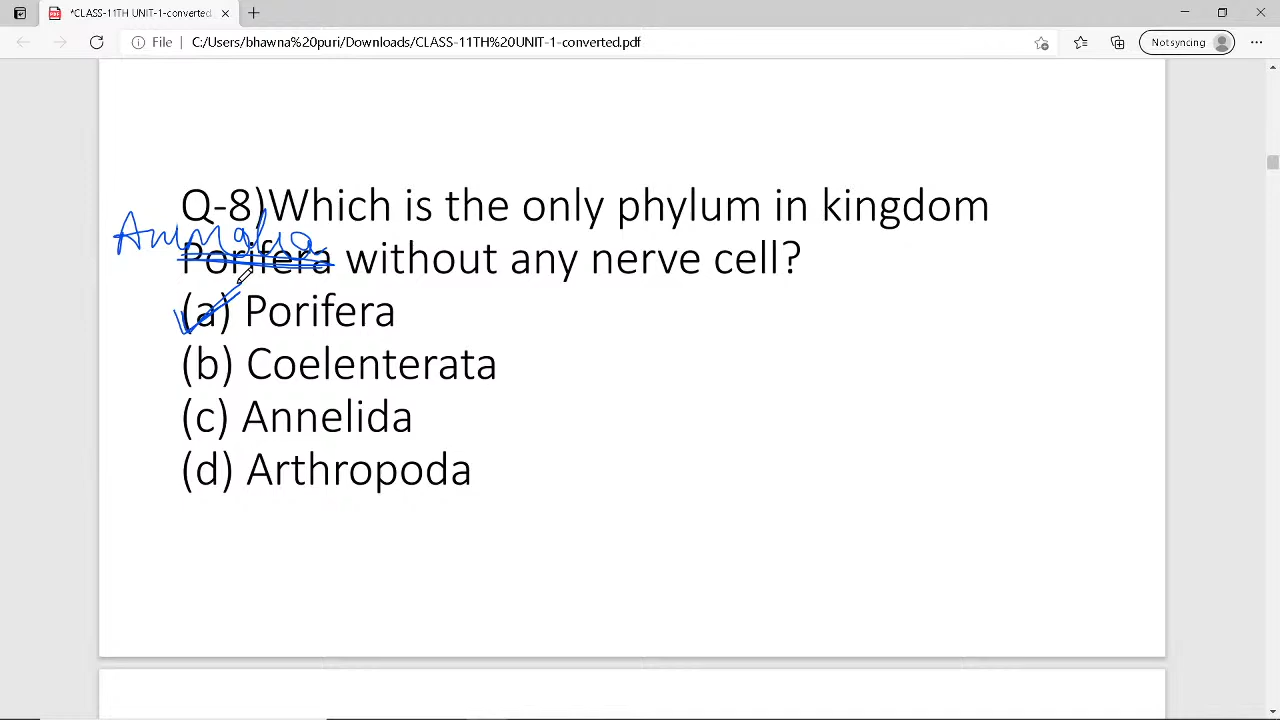 *CLASS-11TH UNIT-1-converted.
File C:/Users/bhawna%20puri/Downloads/CLASS-11TH%20UNIT-1-converted.pdf
Not syncing
Q-8)Which is the only phylum in kingdom
Animalia
Porifera without any nerve cell?
(a) Porifera
(b) Coelenterata
(c) Annelida
(d) Arthropoda